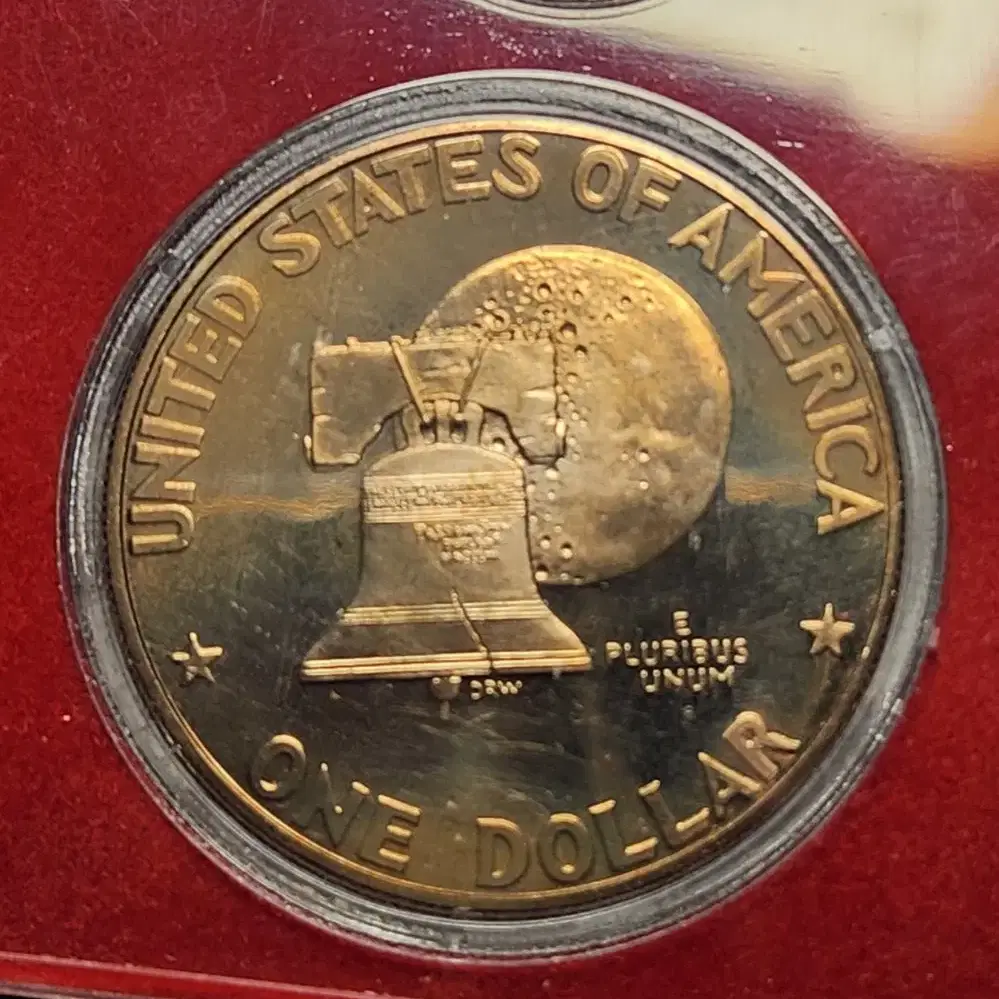 UNITED STATES OF AMERICA
E
PLURIBUS
UNUM
DRW
ONE DOLLAR